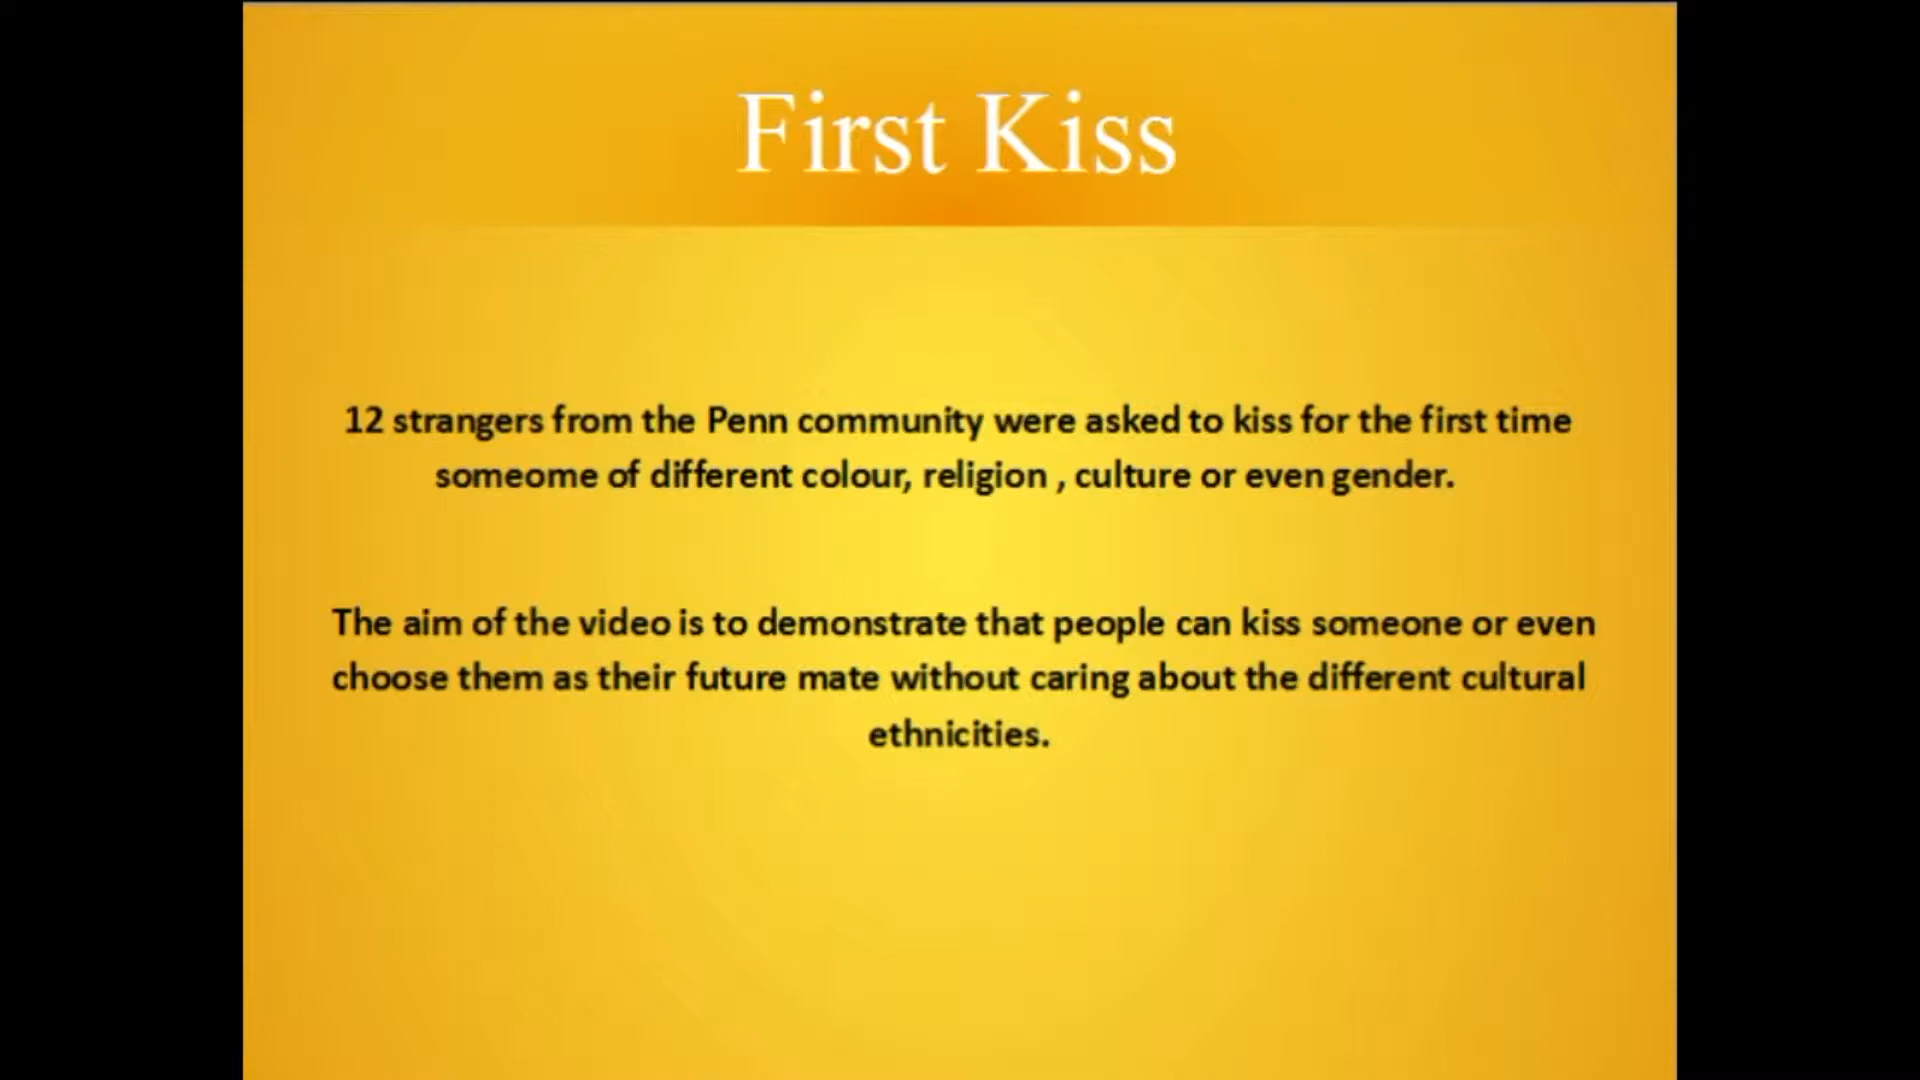 First Kiss
12 strangers from the Penn community were asked to kiss for the first time
someome of different colour, religion , culture or even gender.
The aim of the video is to demonstrate that people can kiss someone or even
choose them as their future mate without caring about the different cultural
ethnicities.